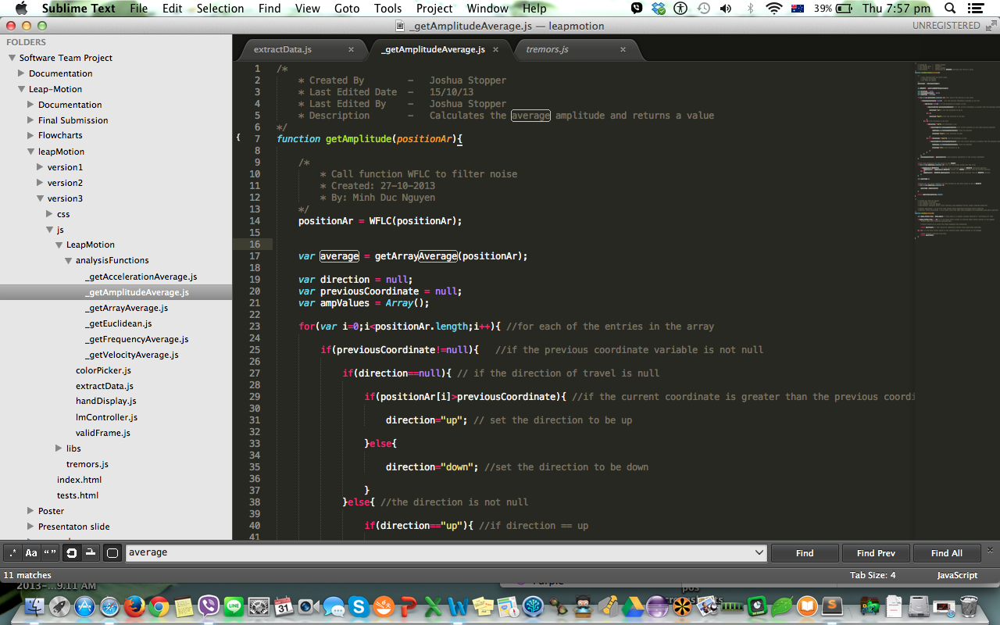 Sublime Text File Edit Selection Find View Goto Tools Project Window Help 39% Thu 7:57 pm
_getAmplitudeAverage.js — leapmotion UNREGISTERED
FOLDERS
Software Team Project
Documentation
Leap-Motion
Documentation
Final Submission
Flowcharts
leapMotion
version1
version2
version3
css
js
LeapMotion
analysisFunctions
_getAccelerationAverage.js
_getAmplitudeAverage.js
_getArrayAverage.js
_getEuclidean.js
_getFrequencyAverage.js
_getVelocityAverage.js
colorPicker.js
extractData.js
handDisplay.js
lmController.js
validFrame.js
libs
tremors.js
index.html
tests.html
Poster
Presentaton slide
extractData.js × _getAmplitudeAverage.js × tremors.js ×
1 /*
2 * Created By – Joshua Stopper
3 * Last Edited Date – 15/10/13
4 * Last Edited By – Joshua Stopper
5 * Description – Calculates the average amplitude and returns a value
6 */
{ 7 function getAmplitude(positionAr){
8
9 /*
10 * Call function WFLC to filter noise
11 * Created: 27-10-2013
12 * By: Minh Duc Nguyen
13 */
14 positionAr = WFLC(positionAr);
15
16
17 var average = getArrayAverage(positionAr);
18
19 var direction = null;
20 var previousCoordinate = null;
21 var ampValues = Array();
22
23 for(var i=0;i<positionAr.length;i++){ //for each of the entries in the array
24
25 if(previousCoordinate!=null){ //if the previous coordinate variable is not null
26
27 if(direction==null){ // if the direction of travel is null
28
29 if(positionAr[i]>previousCoordinate){ //if the current coordinate is greater than the previous coordi
30
31 direction="up"; // set the direction to be up
32
33 }else{
34
35 direction="down"; //set the direction to be down
36
37 }
38 }else{ //the direction is not null
39
40 if(direction=="up"){ //if direction == up
41
.* Aa “” average Find Find Prev Find All ×
11 matches Tab Size: 4 JavaScript
2013-...9.11 AM Purple
pos